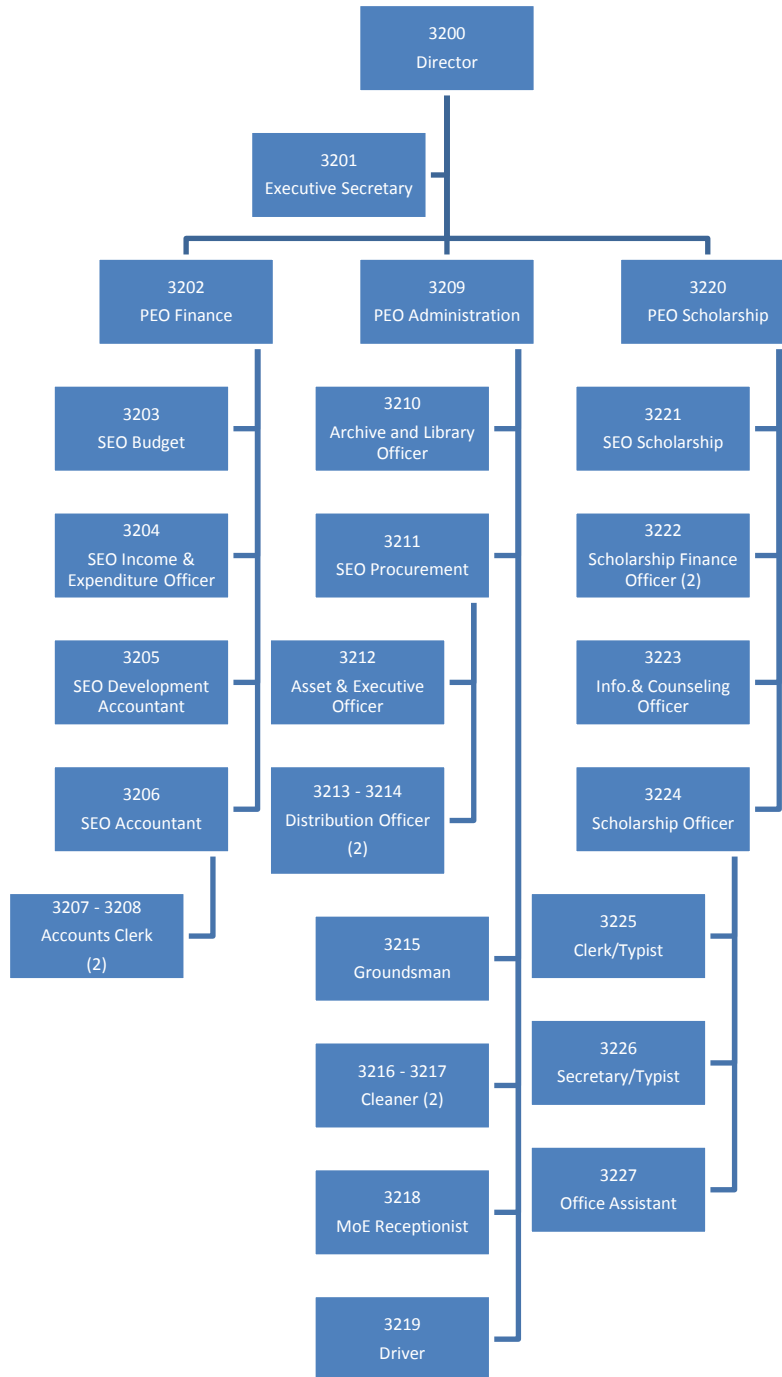 3200
Director
3201
Executive Secretary
3202
PEO Finance
3203
SEO Budget
3204
SEO Income &
Expenditure Officer
3205
SEO Development
Accountant
3206
SEO Accountant
3207 - 3208
Accounts Clerk
(2)
3209
PEO Administration
3210
Archive and Library
Officer
3211
SEO Procurement
3212
Asset & Executive
Officer
3213 - 3214
Distribution Officer
(2)
3215
Groundsman
3216 - 3217
Cleaner (2)
3218
MoE Receptionist
3219
Driver
3220
PEO Scholarship
3221
SEO Scholarship
3222
Scholarship Finance
Officer (2)
3223
Info.& Counseling
Officer
3224
Scholarship Officer
3225
Clerk/Typist
3226
Secretary/Typist
3227
Office Assistant